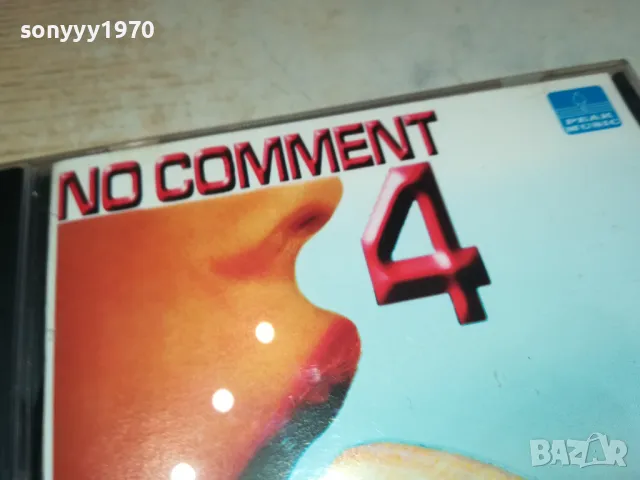 sonyyy1970
NO COMMENT
4
PEAK
MUSIC
BAZAR